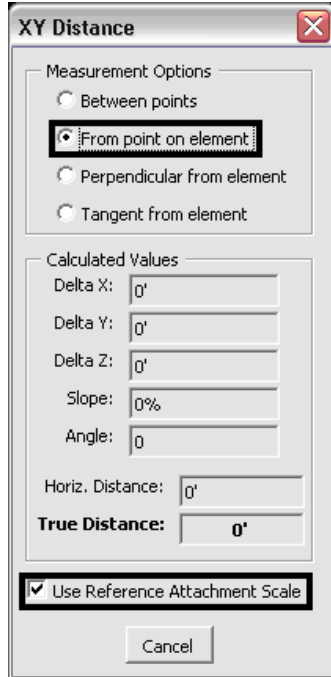 XY Distance
Measurement Options
Between points
From point on element
Perpendicular from element
Tangent from element
Calculated Values
Delta X: 0'
Delta Y: 0'
Delta Z: 0'
Slope: 0%
Angle: 0
Horiz. Distance: 0'
True Distance: 0'
Use Reference Attachment Scale
Cancel